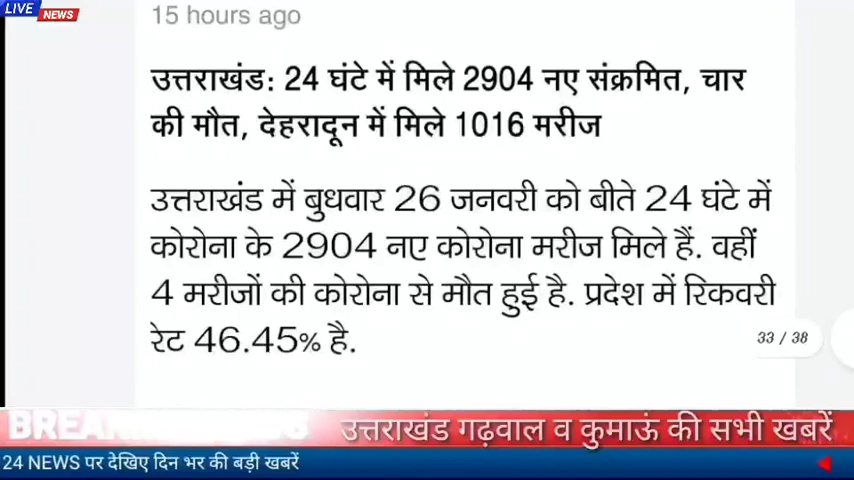 LIVE
NEWS
15 hours ago
उत्तराखंड: 24 घंटे में मिले 2904 नए संक्रमित, चार
की मौत, देहरादून में मिले 1016 मरीज
उत्तराखंड में बुधवार 26 जनवरी को बीते 24 घंटे में
कोरोना के 2904 नए कोरोना मरीज मिले हैं. वहीं
4 मरीजों की कोरोना से मौत हुई है. प्रदेश में रिकवरी
रेट 46.45% है.
33 / 38
उत्तराखंड गढ़वाल व कुमाऊं की सभी खबरें
24 NEWS पर देखिए दिन भर की बड़ी खबरें